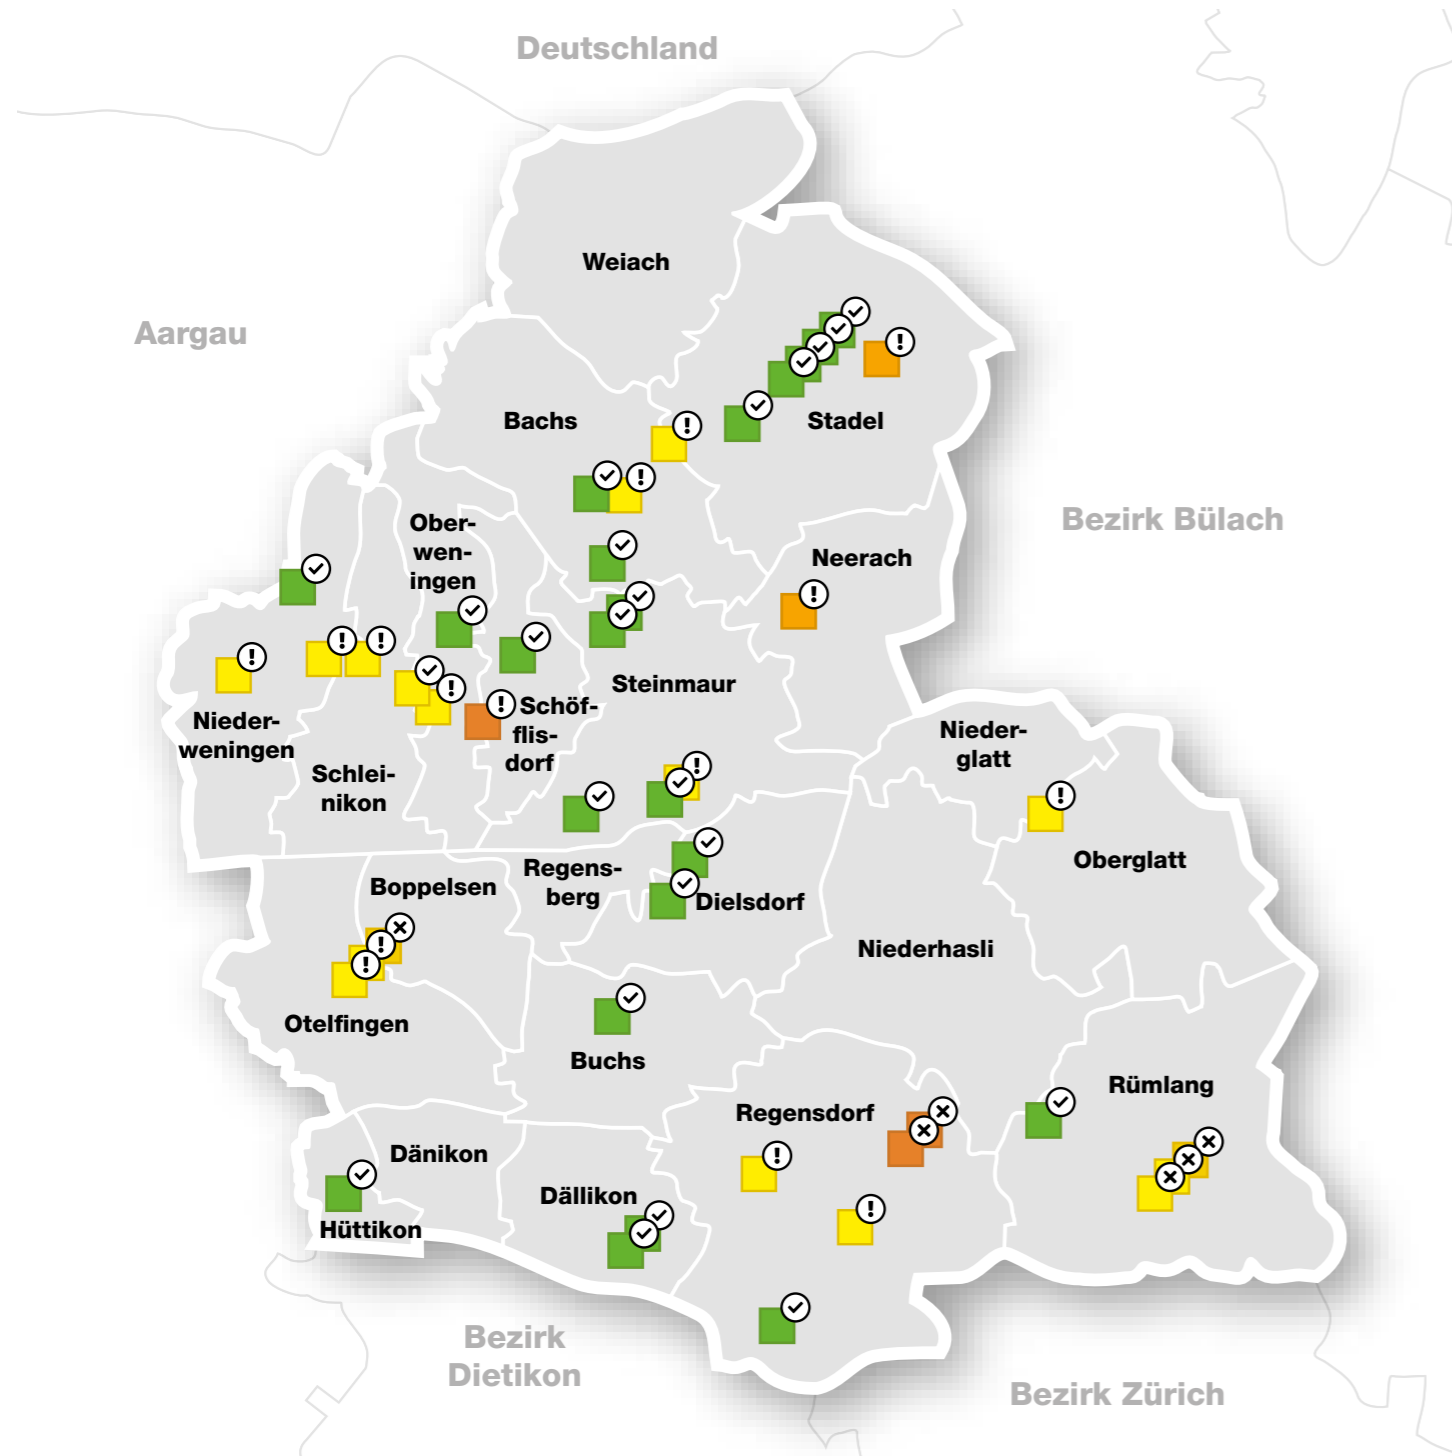 Deutschland
Weiach
Aargau
Bachs
Stadel
Bezirk Bülach
Ober-
wen-
ingen
Neerach
Steinmaur
Nieder-
weningen
Schöf-
flis-
dorf
Nieder-
glatt
Schlei-
nikon
Oberglatt
Regens-
berg
Boppelsen
Dielsdorf
Niederhasli
Otelfingen
Buchs
Rümlang
Regensdorf
Dänikon
Dällikon
Hüttikon
Bezirk
Dietikon
Bezirk Zürich